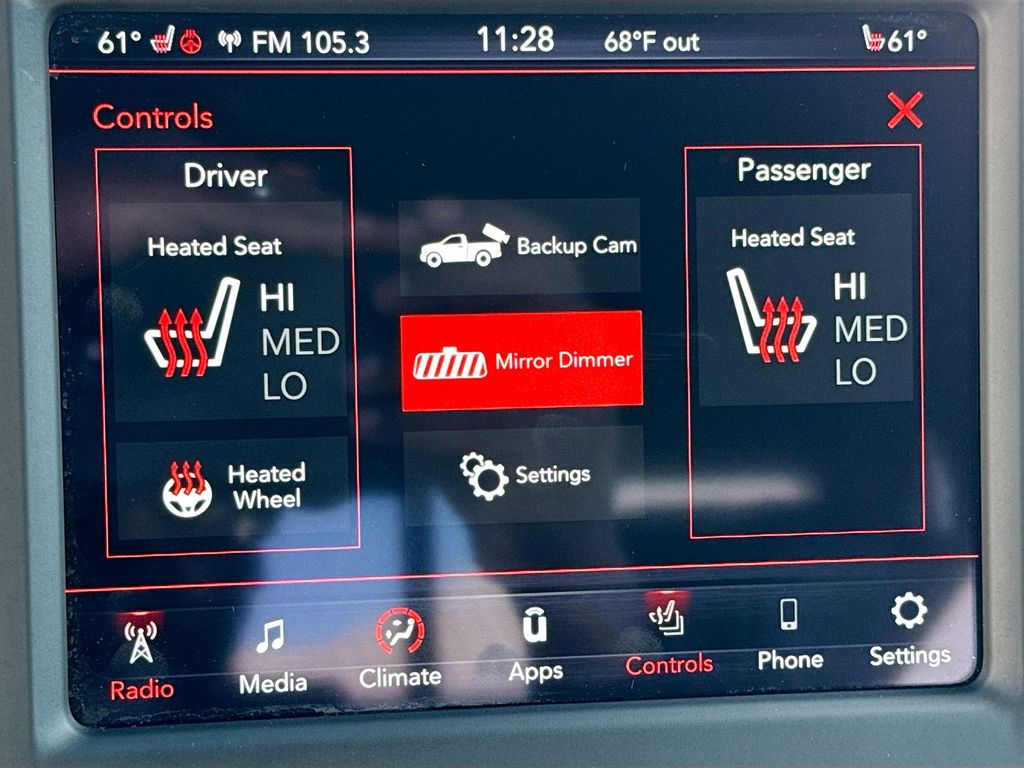 61° FM 105.3 11:28 68°F out 61°
Controls
Driver
Heated Seat
HI
MED
LO
Heated
Wheel
Backup Cam
Mirror Dimmer
Settings
Passenger
Heated Seat
HI
MED
LO
Radio Media Climate Apps Controls Phone Settings